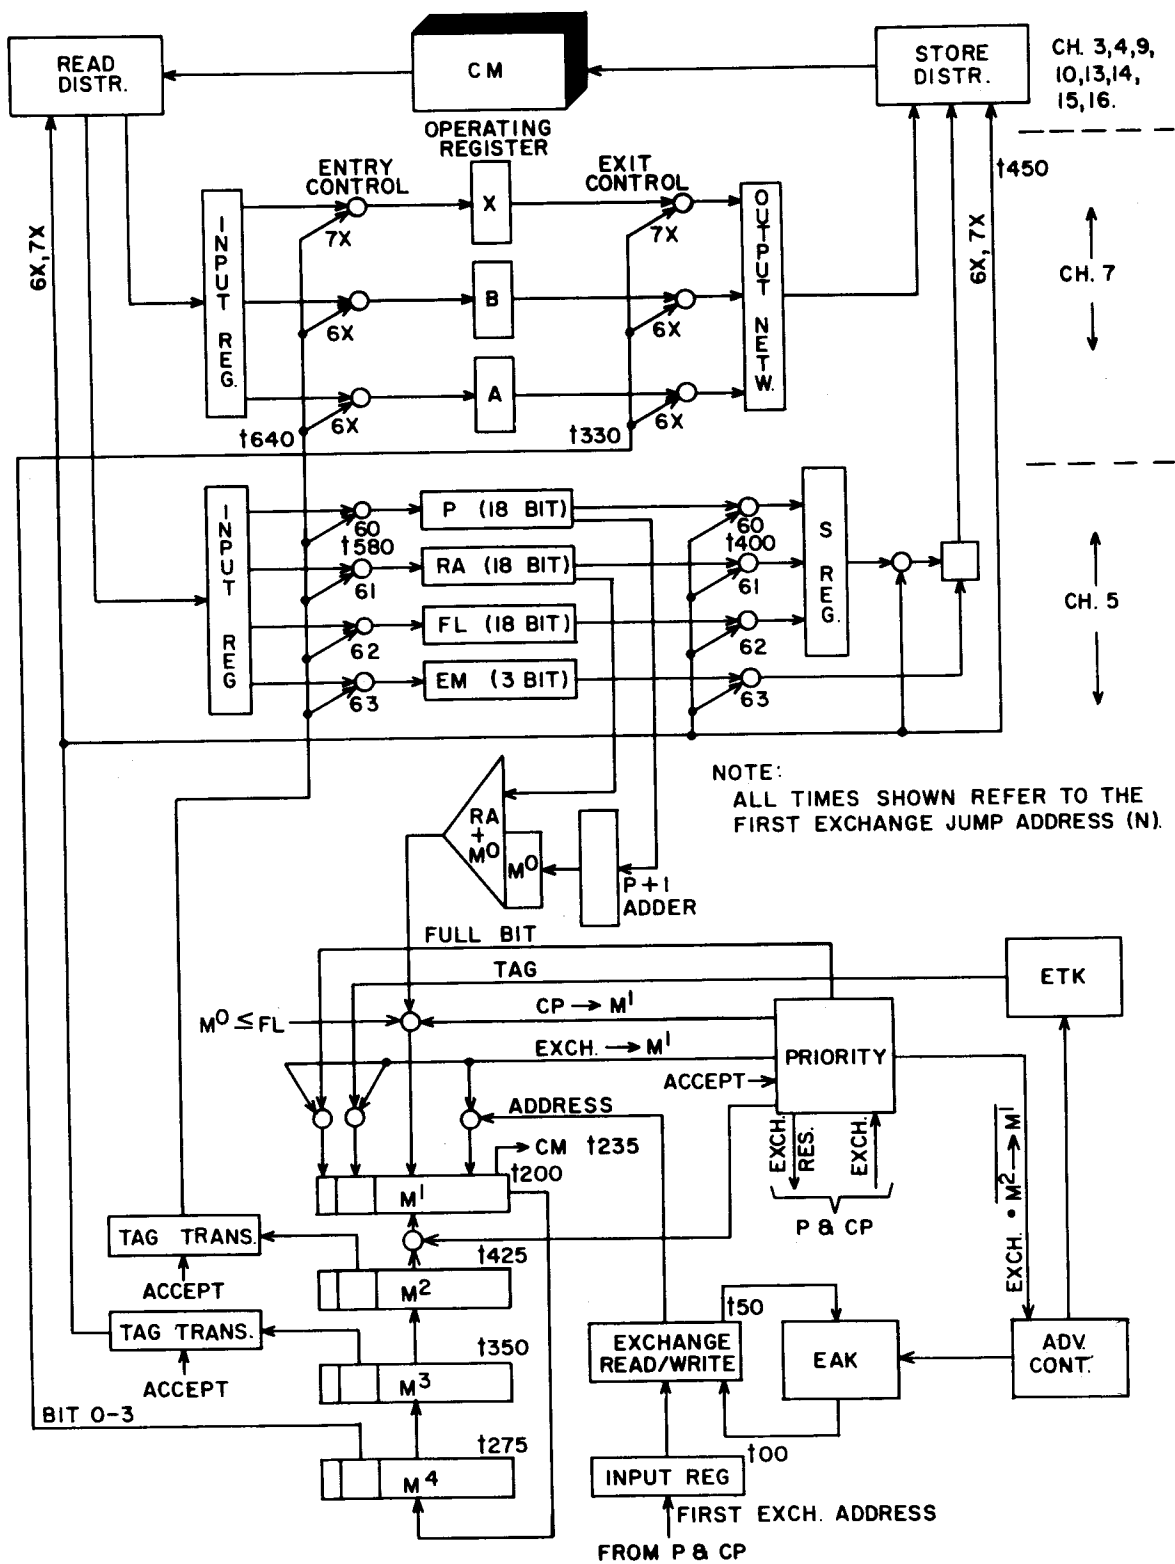 READ
DISTR.
CM
STORE
DISTR.
CH. 3,4,9,
10,13,14,
15,16.
OPERATING
REGISTER
ENTRY
CONTROL
EXIT
CONTROL
t450
INPUT REG.
7X
X
7X
OUTPUT NETW.
6X, 7X
6X, 7X
CH. 7
6X
B
6X
6X
A
6X
t640
t330
INPUT REG
60
P (18 BIT)
60
S REG.
t580
t400
61
RA (18 BIT)
61
62
FL (18 BIT)
62
CH. 5
63
EM (3 BIT)
63
NOTE:
ALL TIMES SHOWN REFER TO THE
FIRST EXCHANGE JUMP ADDRESS (N).
RA
+
M⁰
M⁰
P+1
ADDER
FULL BIT
TAG
ETK
CP → M¹
M⁰ ≤ FL
EXCH. → M¹
PRIORITY
ACCEPT
ADDRESS
EXCH.
RES.
EXCH.
EXCH. • M² → M¹
CM t235
t200
M¹
P & CP
TAG TRANS.
t425
ACCEPT
M²
t50
TAG TRANS.
EXCHANGE
READ/WRITE
EAK
ADV.
CONT.
t350
ACCEPT
M³
BIT 0-3
t275
t00
M⁴
INPUT REG
FIRST EXCH. ADDRESS
FROM P & CP